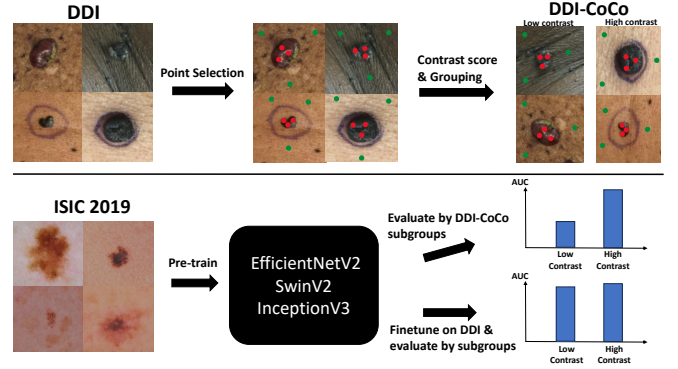 DDI
DDI-CoCo
Low contrast
High contrast
Point Selection
Contrast score
& Grouping
ISIC 2019
Pre-train
EfficientNetV2
SwinV2
InceptionV3
Evaluate by DDI-CoCo
subgroups
Finetune on DDI &
evaluate by subgroups
AUC
Low
Contrast
High
Contrast
AUC
Low
Contrast
High
Contrast